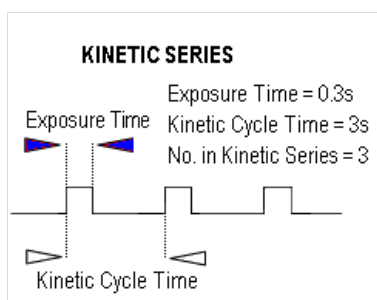 KINETIC SERIES
Exposure Time = 0.3s
Exposure Time
Kinetic Cycle Time = 3s
No. in Kinetic Series = 3
Kinetic Cycle Time